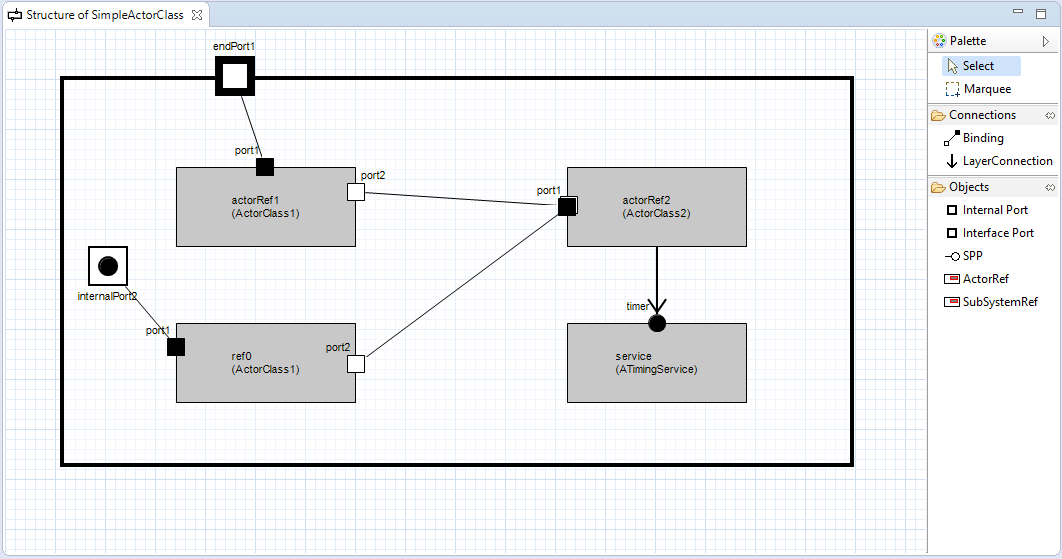 Structure of SimpleActorClass
endPort1
port1
port2
actorRef1
(ActorClass1)
port1
actorRef2
(ActorClass2)
internalPort2
port1
port2
ref0
(ActorClass1)
timer
service
(ATimingService)
Palette
Select
Marquee
Connections
Binding
LayerConnection
Objects
Internal Port
Interface Port
SPP
ActorRef
SubSystemRef